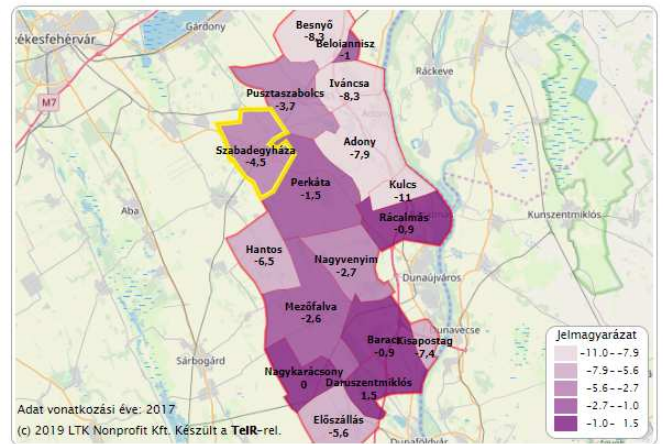 Besnyő
-8,3
Beloiannisz
-1
Gárdony
zékesfehérvár
Iváncsa
-8,3
Ráckeve
M7
Pusztaszabolcs
-3,7
Adony
-7,9
Szabadegyháza
-4,5
Perkáta
-1,5
Kulcs
-11
Aba
Rácalmás
-0,9
Kunszentmiklós
Hantos
-6,5
Nagyvenyim
-2,7
Dunaújváros
Mezőfalva
-2,6
Baracs
-0,9
Kisapostag
-7,4
Dunavecse
Sárbogárd
Nagykarácsony
0
Daruszentmiklós
1,5
Előszállás
-5,6
Dunaföldvár
Jelmagyarázat
-11.0 - -7.9
-7.9 - -5.6
-5.6 - -2.7
-2.7 - -1.0
-1.0 - 1.5
Adat vonatkozási éve: 2017
(c) 2019 LTK Nonprofit Kft. Készült a TeIR-rel.